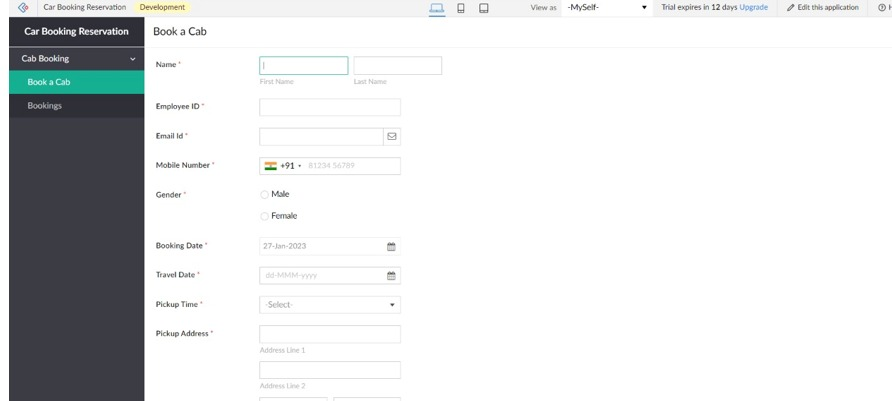 Car Booking Reservation Development View as -MySelf- Trial expires in 12 days Upgrade Edit this application
Car Booking Reservation
Book a Cab
Cab Booking
Book a Cab
Bookings
Name *
First Name Last Name
Employee ID *
Email Id *
Mobile Number * +91 81234 56789
Gender * Male
Female
Booking Date * 27-Jan-2023
Travel Date * dd-MMM-yyyy
Pickup Time * -Select-
Pickup Address *
Address Line 1
Address Line 2